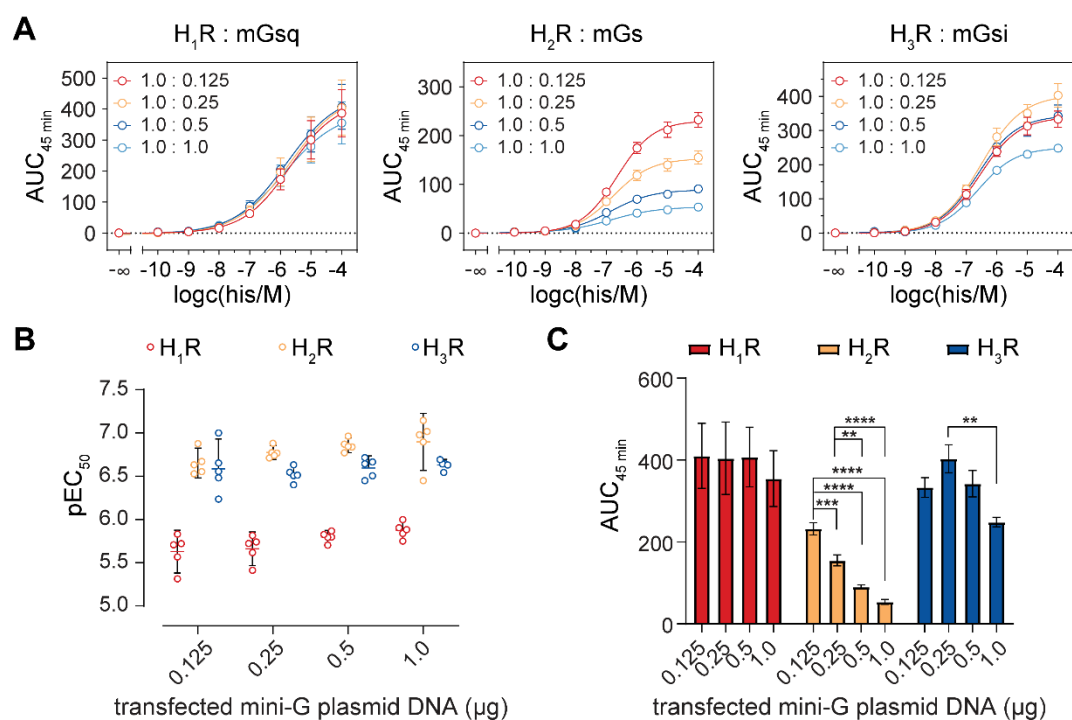 A
H₁R : mGsq
H₂R : mGs
H₃R : mGsi
AUC₄₅ ₘᵢₙ
500
400
300
200
100
0
1.0 : 0.125
1.0 : 0.25
1.0 : 0.5
1.0 : 1.0
-∞ -10 -9 -8 -7 -6 -5 -4
logc(his/M)
AUC₄₅ ₘᵢₙ
300
200
100
0
1.0 : 0.125
1.0 : 0.25
1.0 : 0.5
1.0 : 1.0
-∞ -10 -9 -8 -7 -6 -5 -4
logc(his/M)
AUC₄₅ ₘᵢₙ
400
300
200
100
0
1.0 : 0.125
1.0 : 0.25
1.0 : 0.5
1.0 : 1.0
-∞ -10 -9 -8 -7 -6 -5 -4
logc(his/M)
B
H₁R H₂R H₃R
pEC₅₀
7.5
7.0
6.5
6.0
5.5
5.0
0.125 0.25 0.5 1.0
transfected mini-G plasmid DNA (µg)
C
H₁R H₂R H₃R
AUC₄₅ ₘᵢₙ
600
400
200
0
****
**
****
****
***
**
0.125 0.25 0.5 1.0 0.125 0.25 0.5 1.0 0.125 0.25 0.5 1.0
transfected mini-G plasmid DNA (µg)